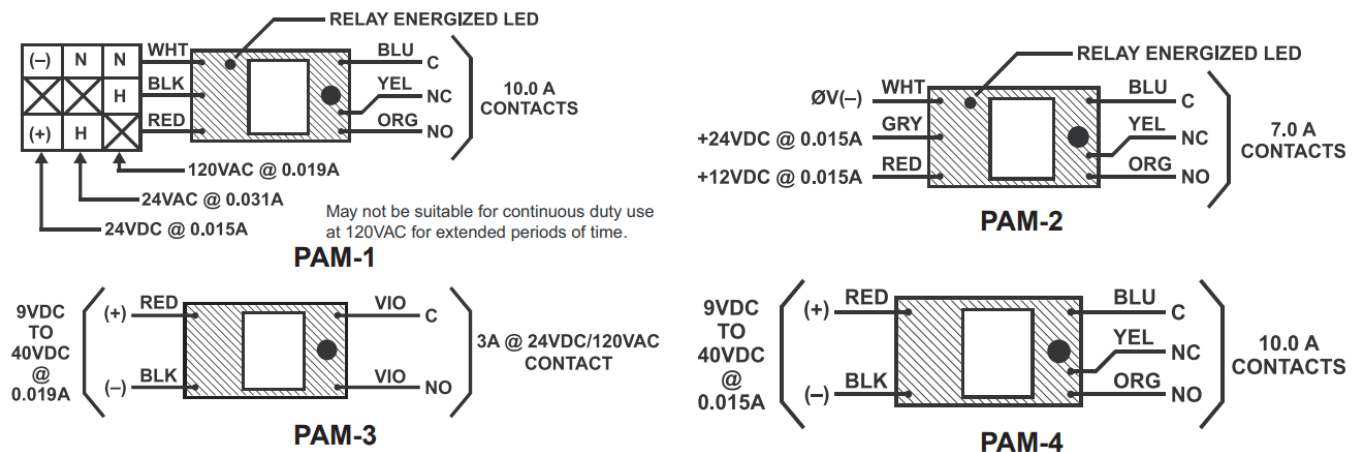 RELAY ENERGIZED LED
(–) N N WHT BLU C
H BLK YEL NC
(+) H RED ORG NO
10.0 A
CONTACTS
120VAC @ 0.019A
24VAC @ 0.031A
24VDC @ 0.015A
May not be suitable for continuous duty use
at 120VAC for extended periods of time.
PAM-1
RELAY ENERGIZED LED
ØV(–) WHT BLU C
+24VDC @ 0.015A GRY YEL NC
+12VDC @ 0.015A RED ORG NO
7.0 A
CONTACTS
PAM-2
9VDC
TO
40VDC
@
0.019A
(+) RED VIO C
(–) BLK VIO NO
3A @ 24VDC/120VAC
CONTACT
PAM-3
9VDC
TO
40VDC
@
0.015A
(+) RED BLU C
YEL NC
(–) BLK ORG NO
10.0 A
CONTACTS
PAM-4